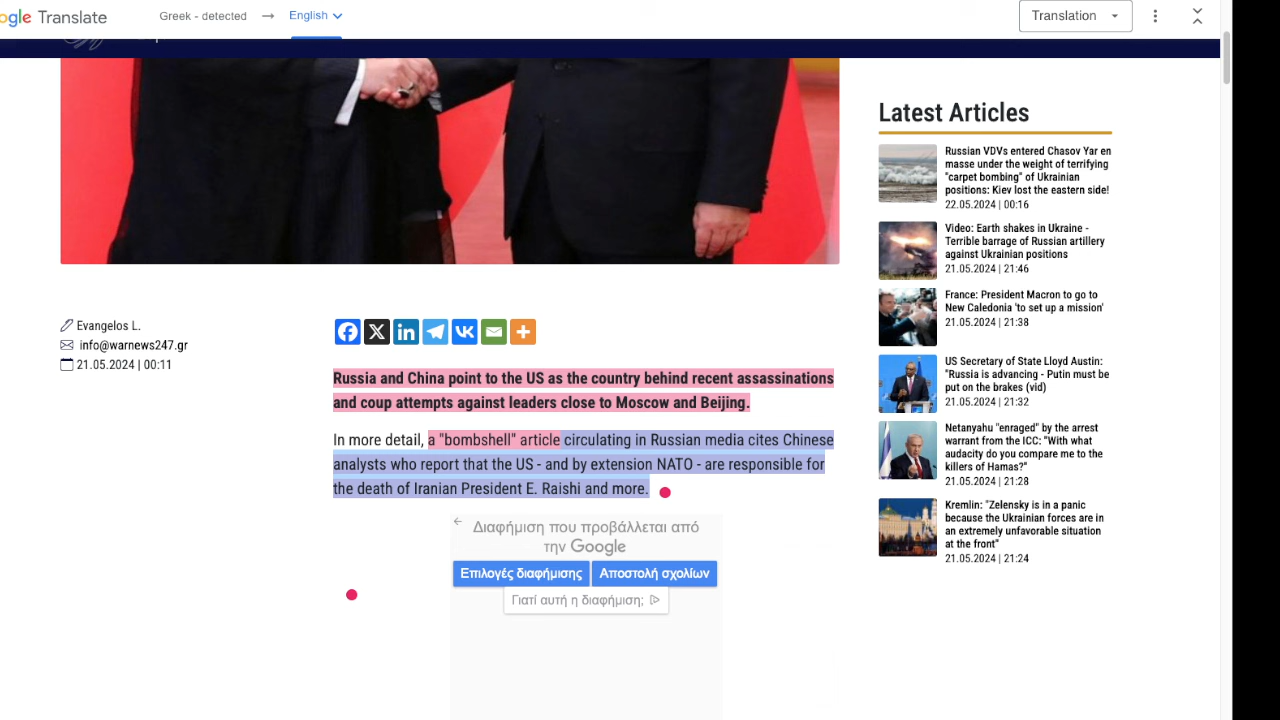 ogle Translate
Greek - detected → English
Translation
Evangelos L.
info@warnews247.gr
21.05.2024 | 00:11
Russia and China point to the US as the country behind recent assassinations
and coup attempts against leaders close to Moscow and Beijing.
In more detail, a "bombshell" article circulating in Russian media cites Chinese
analysts who report that the US - and by extension NATO - are responsible for
the death of Iranian President E. Raishi and more.
Διαφήμιση που προβάλλεται από
την Google
Επιλογές διαφήμισης
Αποστολή σχολίων
Γιατί αυτή η διαφήμιση;
Latest Articles
Russian VDVs entered Chasov Yar en
masse under the weight of terrifying
"carpet bombing" of Ukrainian
positions: Kiev lost the eastern side!
22.05.2024 | 00:16
Video: Earth shakes in Ukraine -
Terrible barrage of Russian artillery
against Ukrainian positions
21.05.2024 | 21:46
France: President Macron to go to
New Caledonia 'to set up a mission'
21.05.2024 | 21:38
US Secretary of State Lloyd Austin:
"Russia is advancing - Putin must be
put on the brakes (vid)
21.05.2024 | 21:32
Netanyahu "enraged" by the arrest
warrant from the ICC: "With what
audacity do you compare me to the
killers of Hamas?"
21.05.2024 | 21:28
Kremlin: "Zelensky is in a panic
because the Ukrainian forces are in
an extremely unfavorable situation
at the front"
21.05.2024 | 21:24